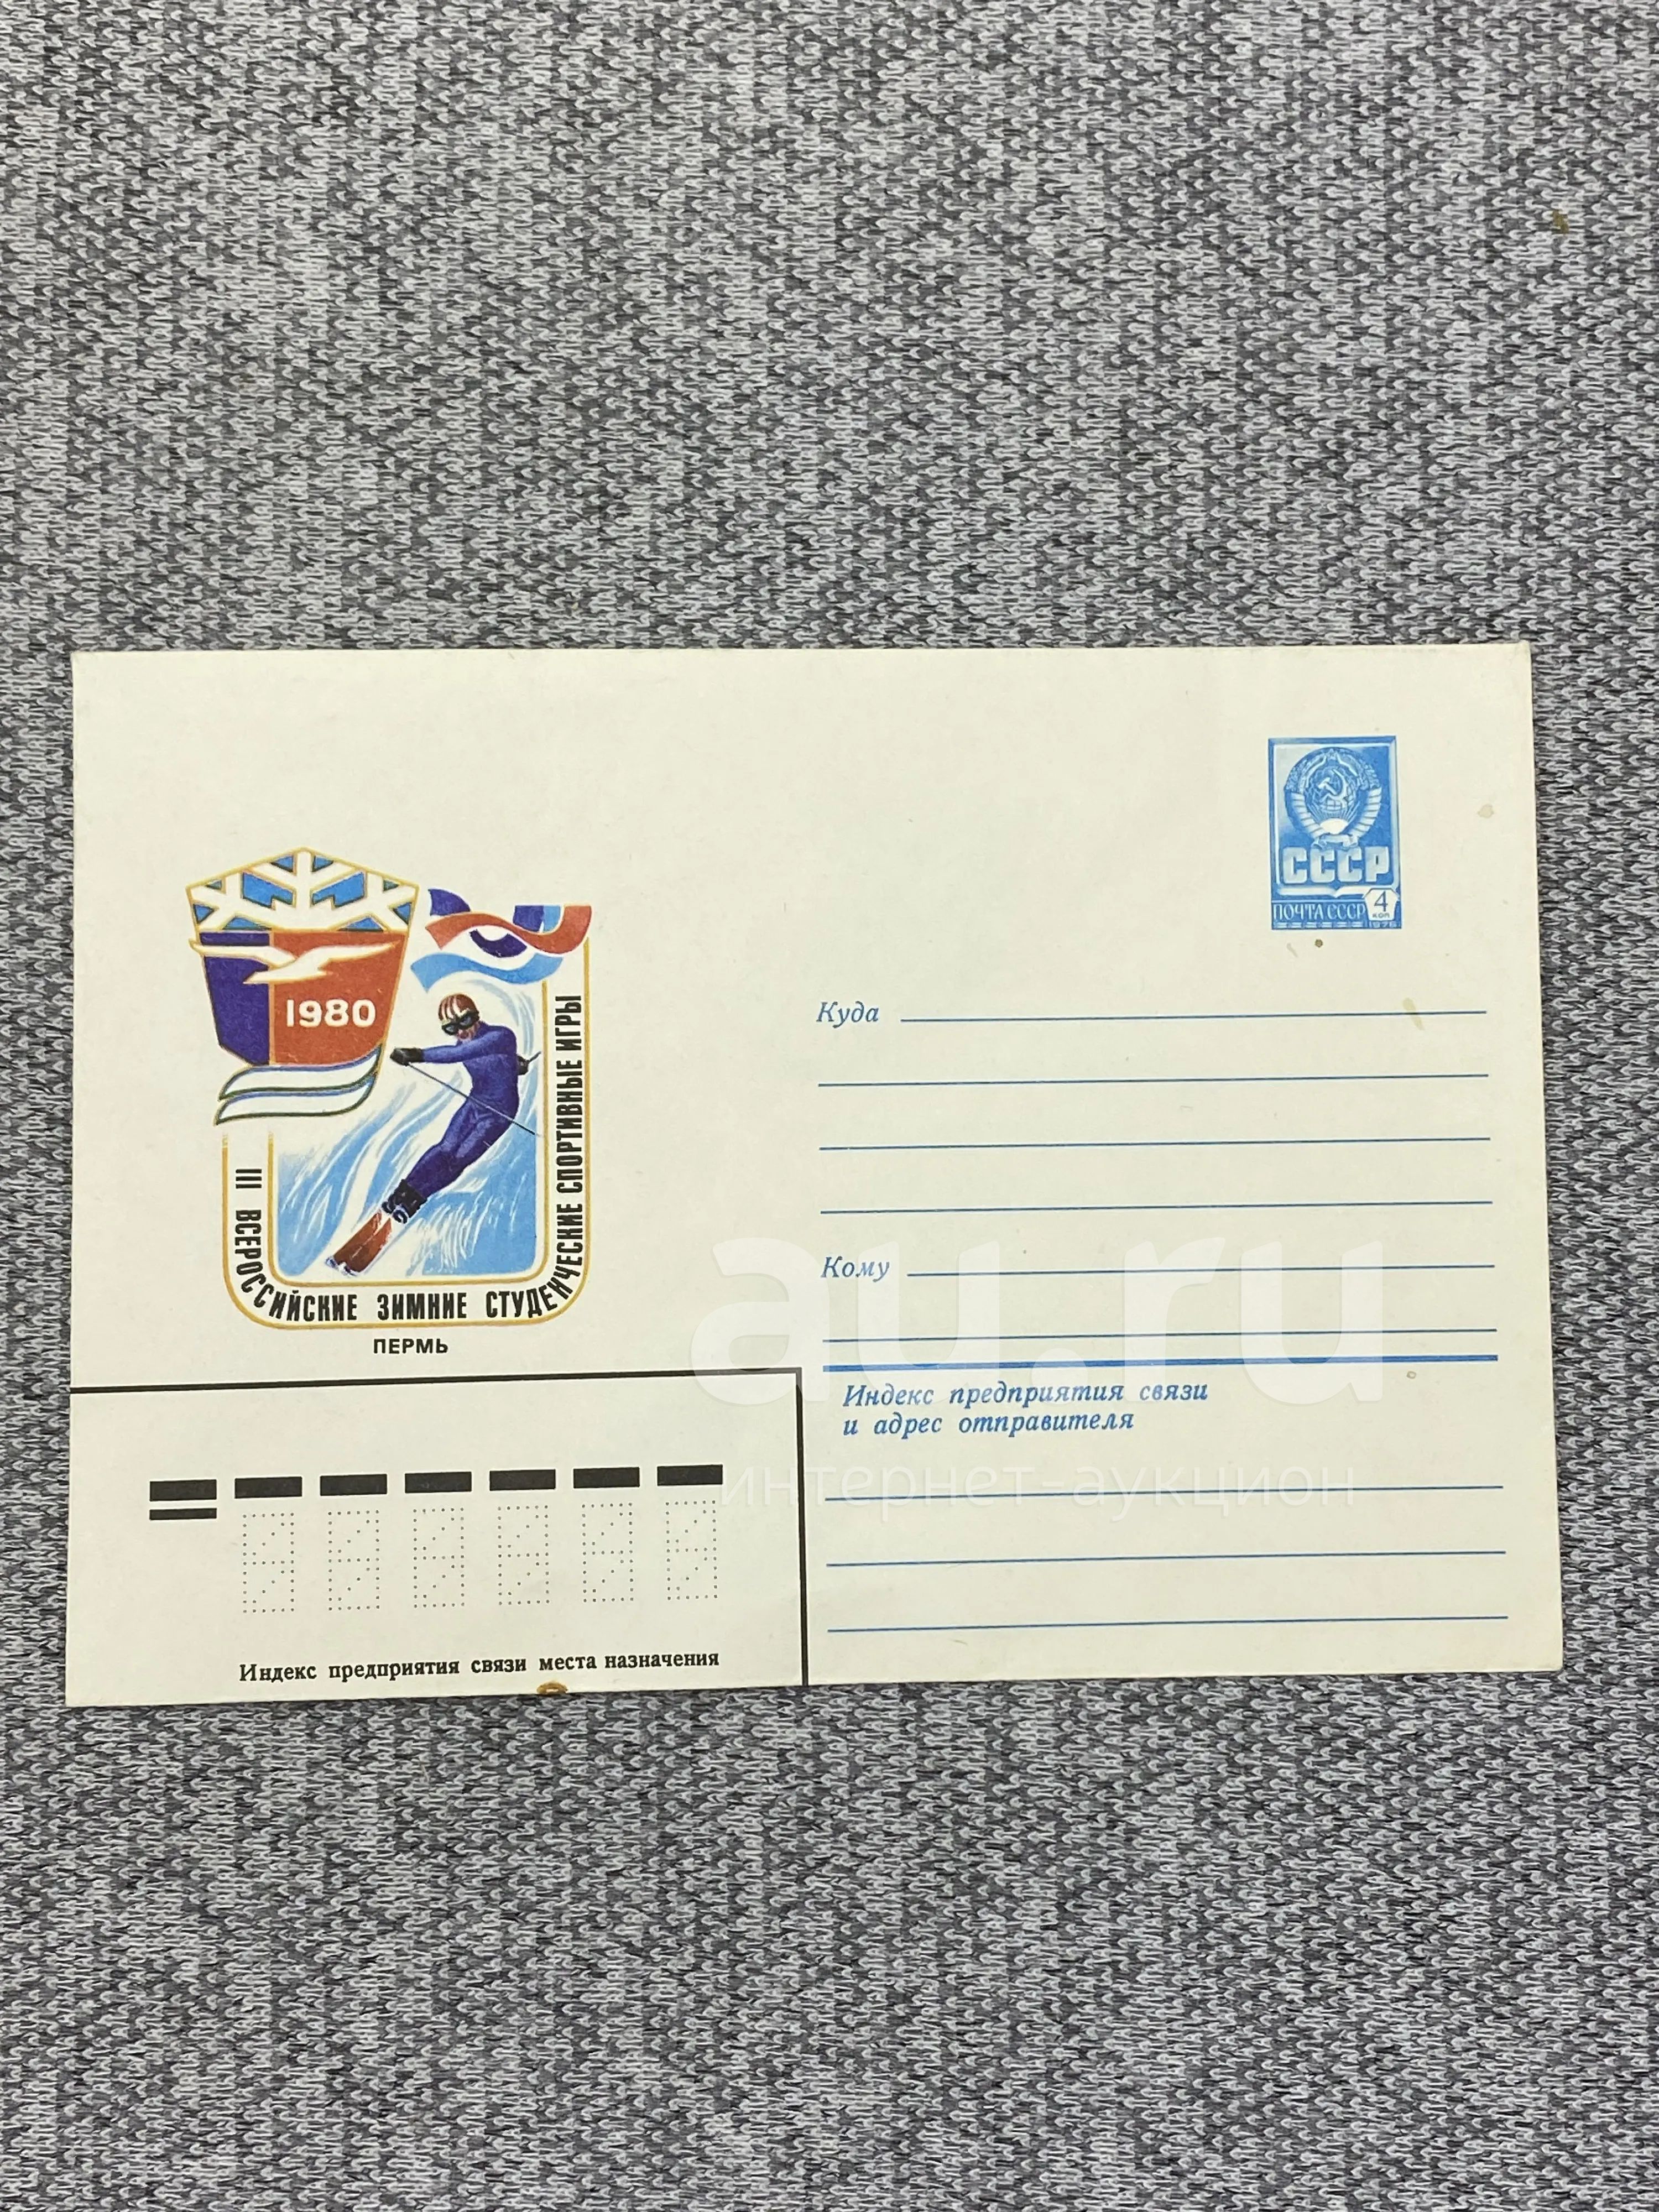 СССР
ПОЧТА СССР 4
КОП
1976
1980
III ВСЕРОССИЙСКИЕ ЗИМНИЕ СТУДЕНЧЕСКИЕ СПОРТИВНЫЕ ИГРЫ
ПЕРМЬ
Куда
Кому
Индекс предприятия связи
и адрес отправителя
Индекс предприятия связи места назначения
au.ru
интернет-аукцион